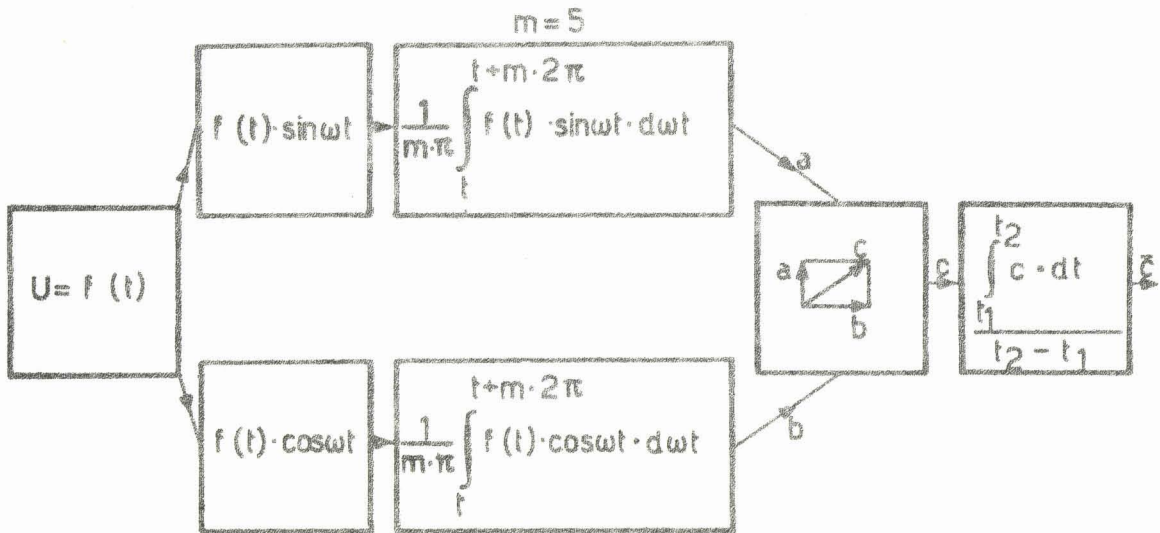 m = 5
f (t) · sinωt
t+m · 2π
1/m·π ∫ f (t) · sinωt · dωt
t
a
U = f (t)
a
c
b
c
t2
∫ c · dt
t1
t2 − t1
c̄
f (t) · cosωt
t+m · 2π
1/m·π ∫ f (t) · cosωt · dωt
t
b